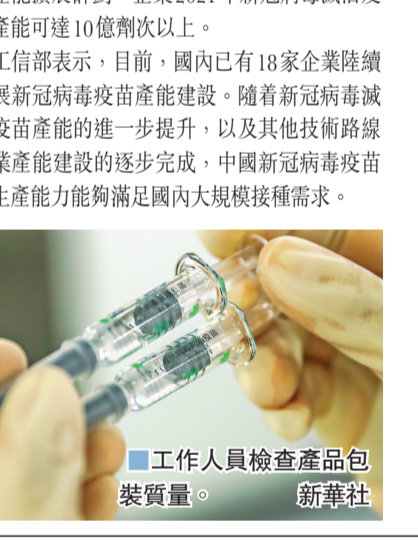 產能可達10億劑次以上。
工信部表示，目前，國內已有18家企業陸續
展新冠病毒疫苗產能建設。隨着新冠病毒滅
疫苗產能的進一步提升，以及其他技術路線
業產能建設的逐步完成，中國新冠病毒疫苗
生產能力能夠滿足國內大規模接種需求。
■工作人員檢查產品包
裝質量。 新華社